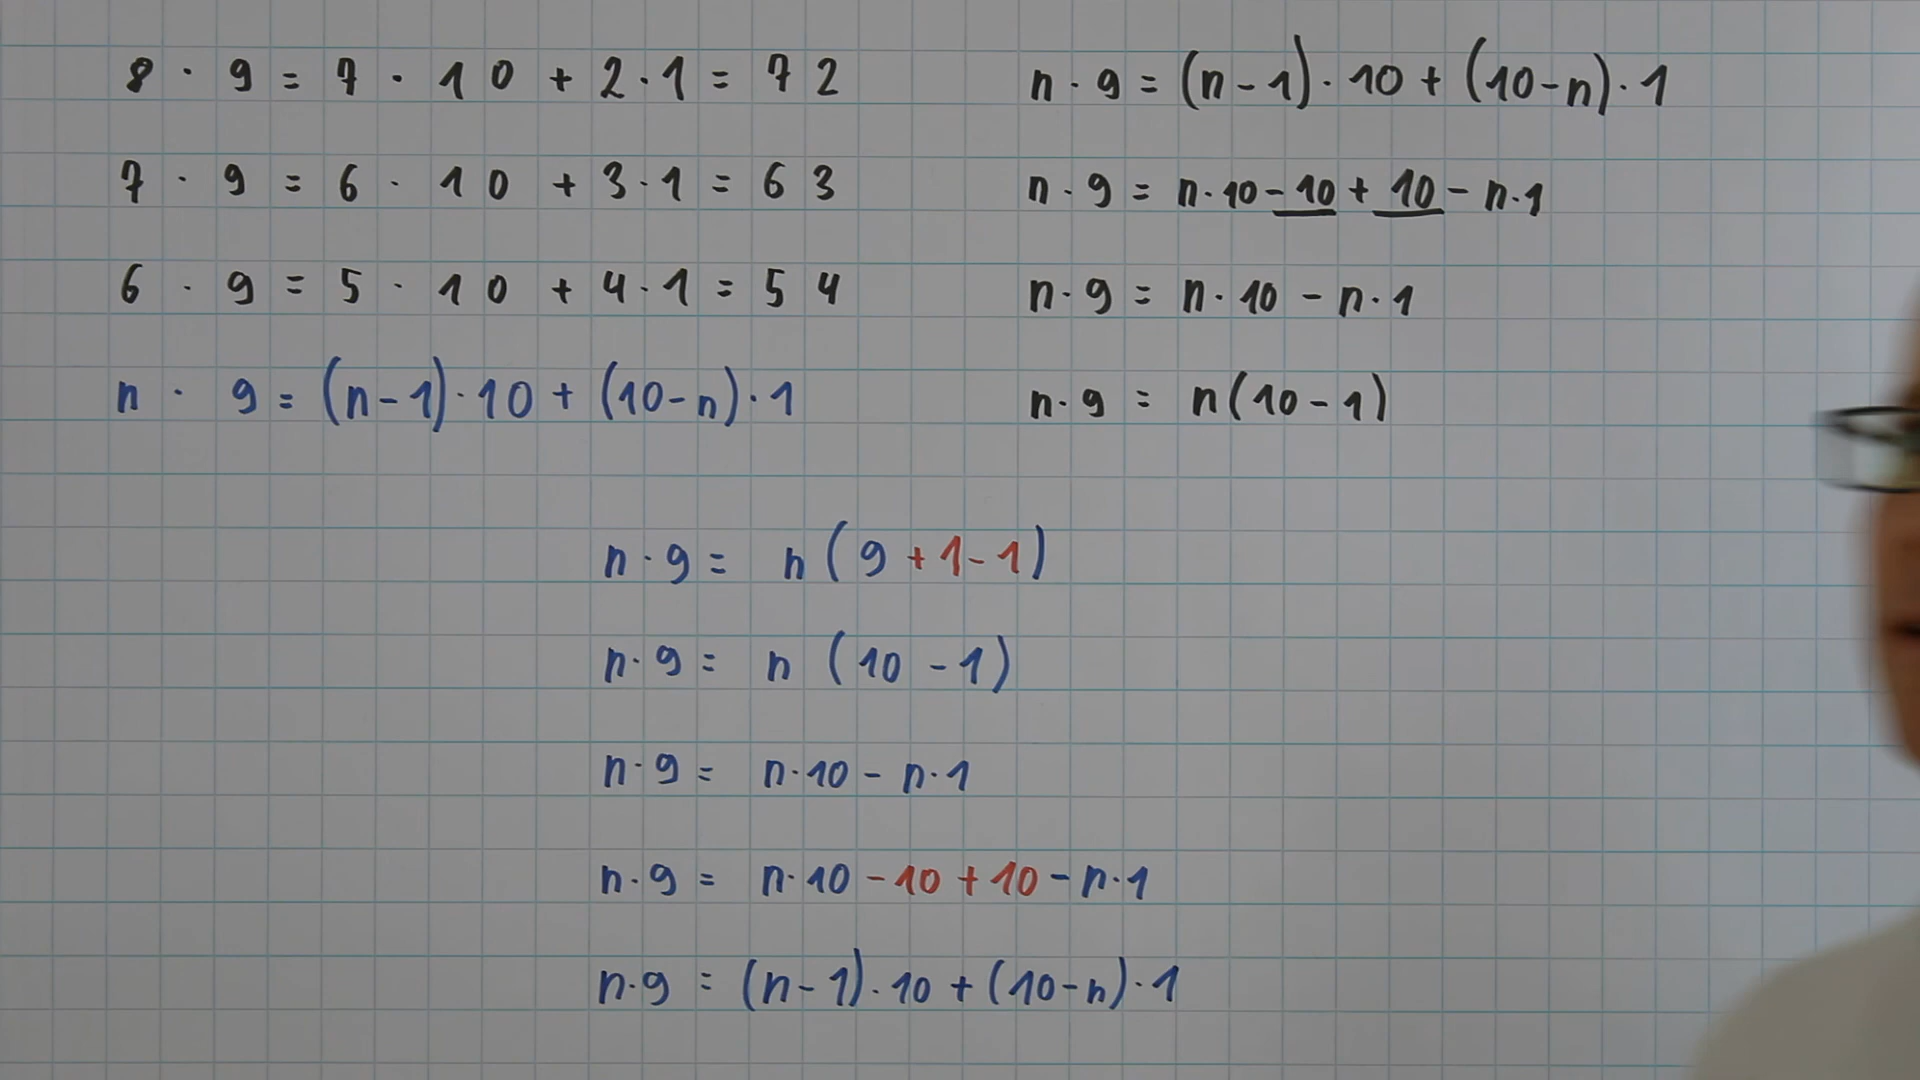 8 · 9 = 7 · 10 + 2 · 1 = 72
7 · 9 = 6 · 10 + 3 · 1 = 63
6 · 9 = 5 · 10 + 4 · 1 = 54
n · 9 = (n - 1) · 10 + (10 - n) · 1
n · 9 = (n - 1) · 10 + (10 - n) · 1
n · 9 = n · 10 - 10 + 10 - n · 1
n · 9 = n · 10 - n · 1
n · 9 = n(10 - 1)
n · 9 = n(9 + 1 - 1)
n · 9 = n(10 - 1)
n · 9 = n · 10 - n · 1
n · 9 = n · 10 - 10 + 10 - n · 1
n · 9 = (n - 1) · 10 + (10 - n) · 1